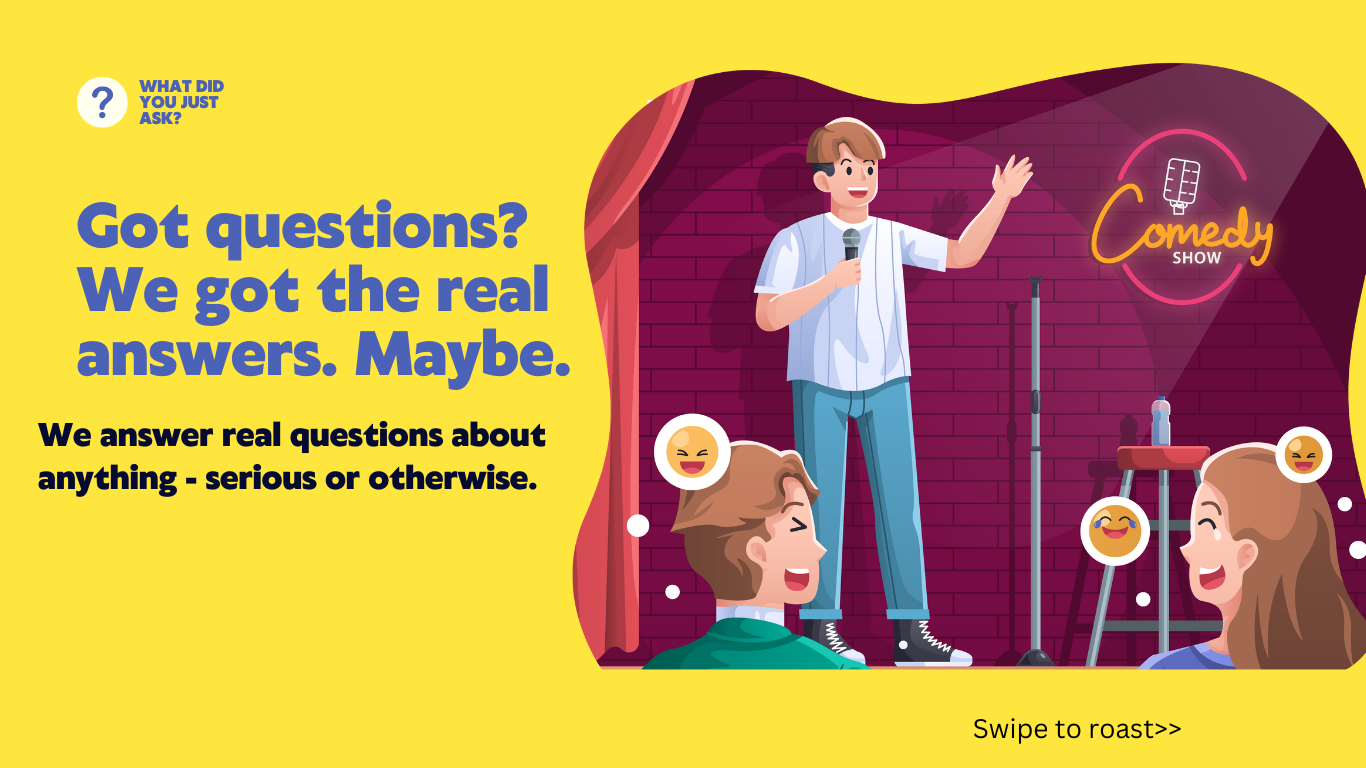 ?
WHAT DID
YOU JUST
ASK?
Got questions?
We got the real
answers. Maybe.
We answer real questions about
anything - serious or otherwise.
Comedy
SHOW
Swipe to roast>>